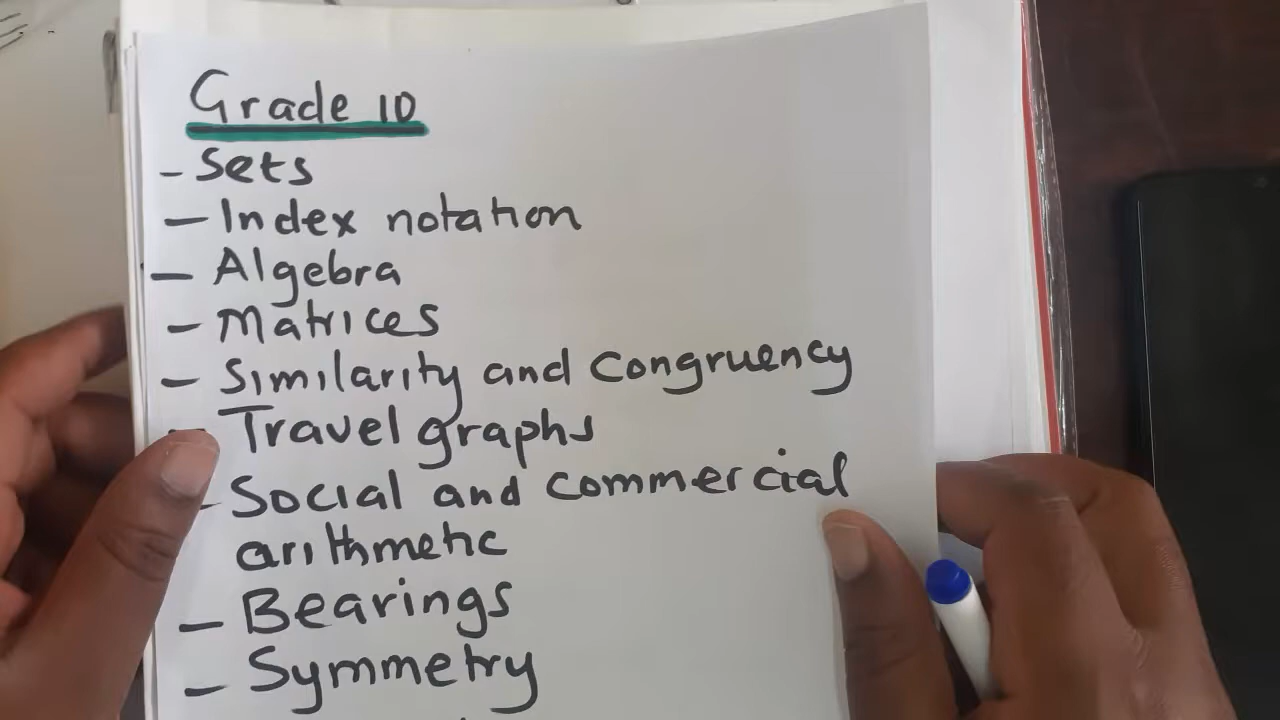 Grade 10
- Sets
- Index notation
- Algebra
- Matrices
- Similarity and Congruency
- Travel graphs
- Social and commercial
arithmetic
- Bearings
- Symmetry